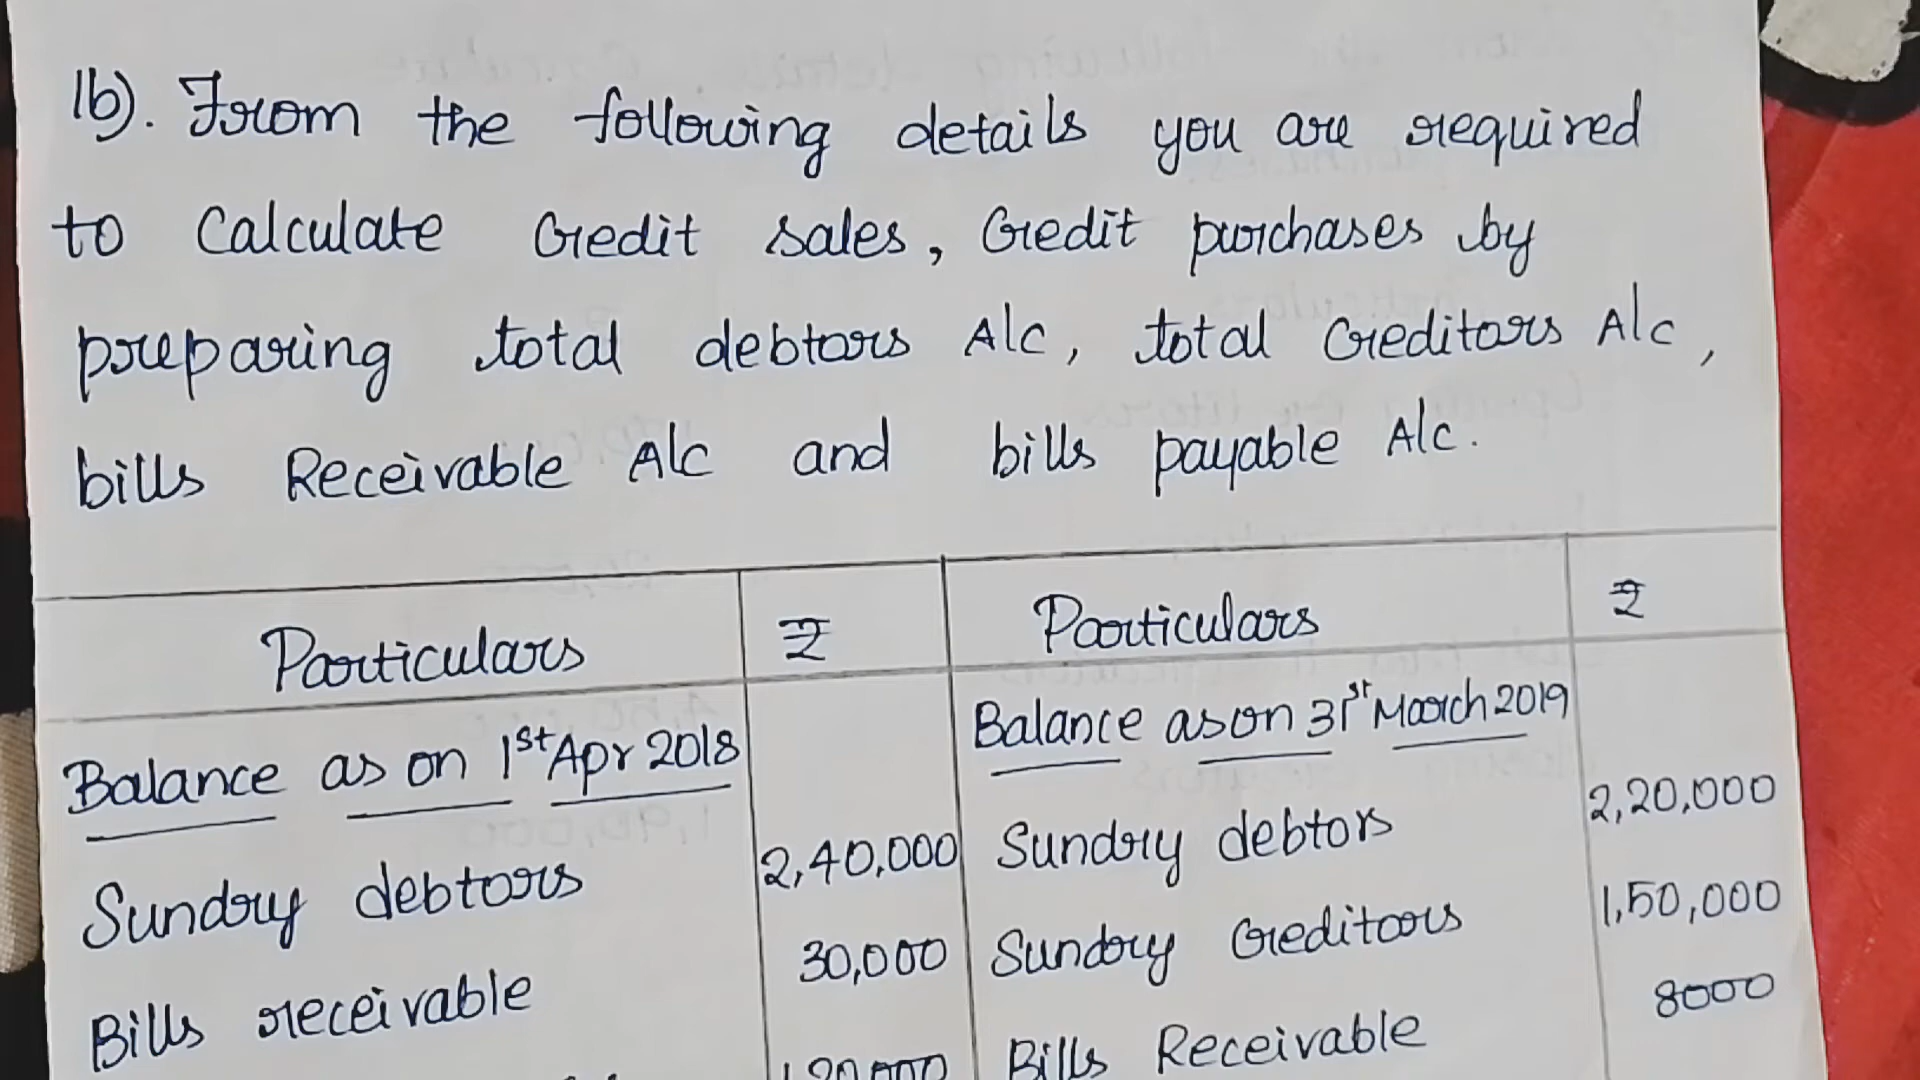 1b). From the following details you are required
to Calculate Credit sales, Credit purchases by
preparing total debtors A/c, total Creditors A/c,
bills Receivable A/c and bills payable A/c.
Particulars ₹ Particulars ₹
Balance as on 1st Apr 2018 Balance as on 31st March 2019
Sundry debtors 2,40,000 Sundry debtors 2,20,000
Bills receivable 30,000 Sundry Creditors 1,50,000
Bills Receivable 8000